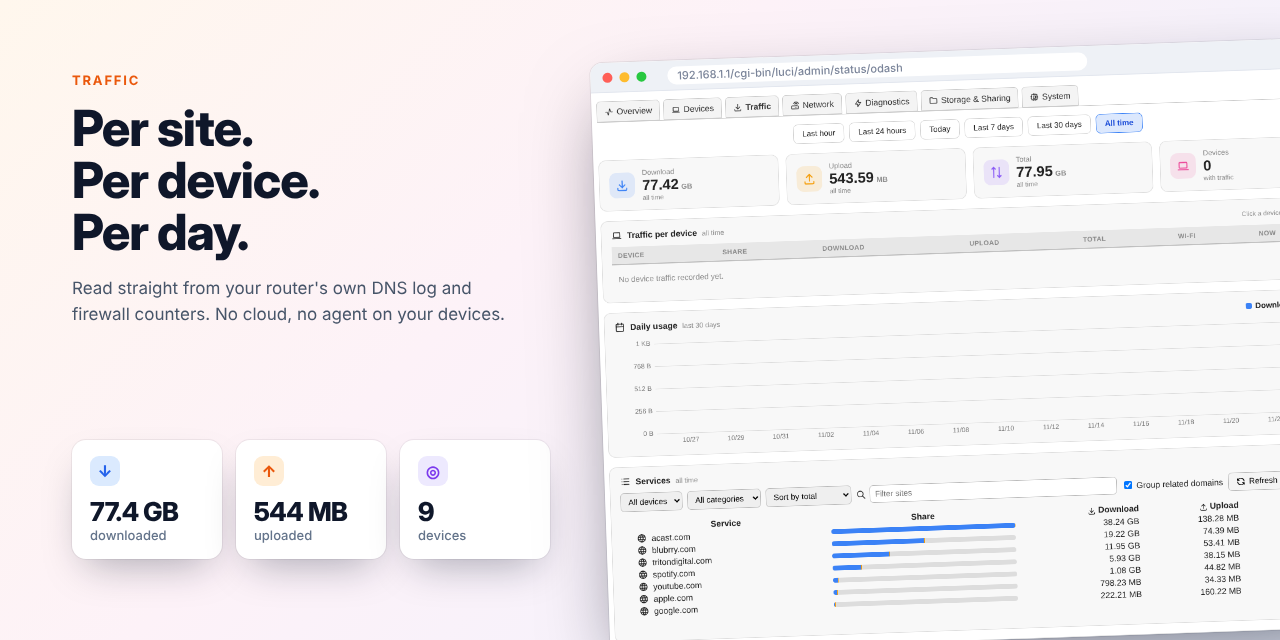 TRAFFIC
Per site.
Per device.
Per day.
Read straight from your router's own DNS log and
firewall counters. No cloud, no agent on your devices.
77.4 GB
downloaded
544 MB
uploaded
9
devices
192.168.1.1/cgi-bin/luci/admin/status/odash
Overview Devices Traffic Network Diagnostics Storage & Sharing System
Last hour Last 24 hours Today Last 7 days Last 30 days All time
Download
77.42 GB
all time
Upload
543.59 MB
all time
Total
77.95 GB
all time
Devices
0
with traffic
Traffic per device all time
Click a device
DEVICE SHARE DOWNLOAD UPLOAD TOTAL WI-FI NOW
No device traffic recorded yet.
Daily usage last 30 days
1 KB
768 B
512 B
256 B
0 B
10/27 10/29 10/31 11/02 11/04 11/06 11/08 11/10 11/12 11/14 11/16 11/18 11/20
Services all time
All devices All categories Sort by total Filter sites Group related domains Refresh
Service Share Download Upload
acast.com 38.24 GB 138.28 MB
blubrry.com 19.22 GB 74.39 MB
tritondigital.com 11.95 GB 53.41 MB
spotify.com 5.93 GB 38.15 MB
youtube.com 1.08 GB 44.82 MB
apple.com 798.23 MB 34.33 MB
google.com 222.21 MB 160.22 MB